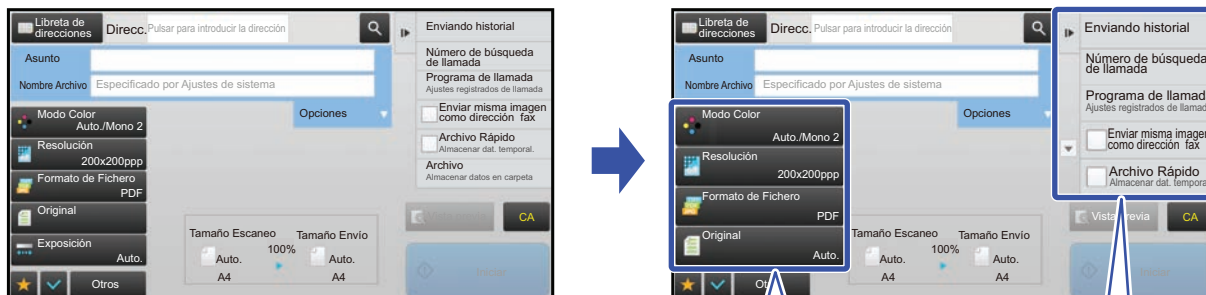 Libreta de
direcciones
Direcc. Pulsar para introducir la dirección
Asunto
Nombre Archivo Especificado por Ajustes de sistema
Opciones
Modo Color
Auto./Mono 2
Resolución
200x200ppp
Formato de Fichero
PDF
Original
Exposición
Auto.
Otros
Tamaño Escaneo
Tamaño Envío
100%
Auto.
Auto.
A4
A4
Enviando historial
Número de búsqueda
de llamada
Programa de llamada
Ajustes registrados de llamada
Enviar misma imagen
como dirección fax
Archivo Rápido
Almacenar dat. temporal.
Archivo
Almacenar datos en carpeta
CA
Iniciar
Libreta de
direcciones
Direcc. Pulsar para introducir la dirección
Asunto
Nombre Archivo Especificado por Ajustes de sistema
Opciones
Modo Color
Auto./Mono 2
Resolución
200x200ppp
Formato de Fichero
PDF
Original
Auto.
Tamaño Escaneo
Tamaño Envío
100%
Auto.
Auto.
A4
A4
Enviando historial
Número de búsqueda
de llamada
Programa de llamad
Ajustes registrados de llamad
Enviar misma image
como dirección fax
Archivo Rápido
Almacenar dat. tempora
CA